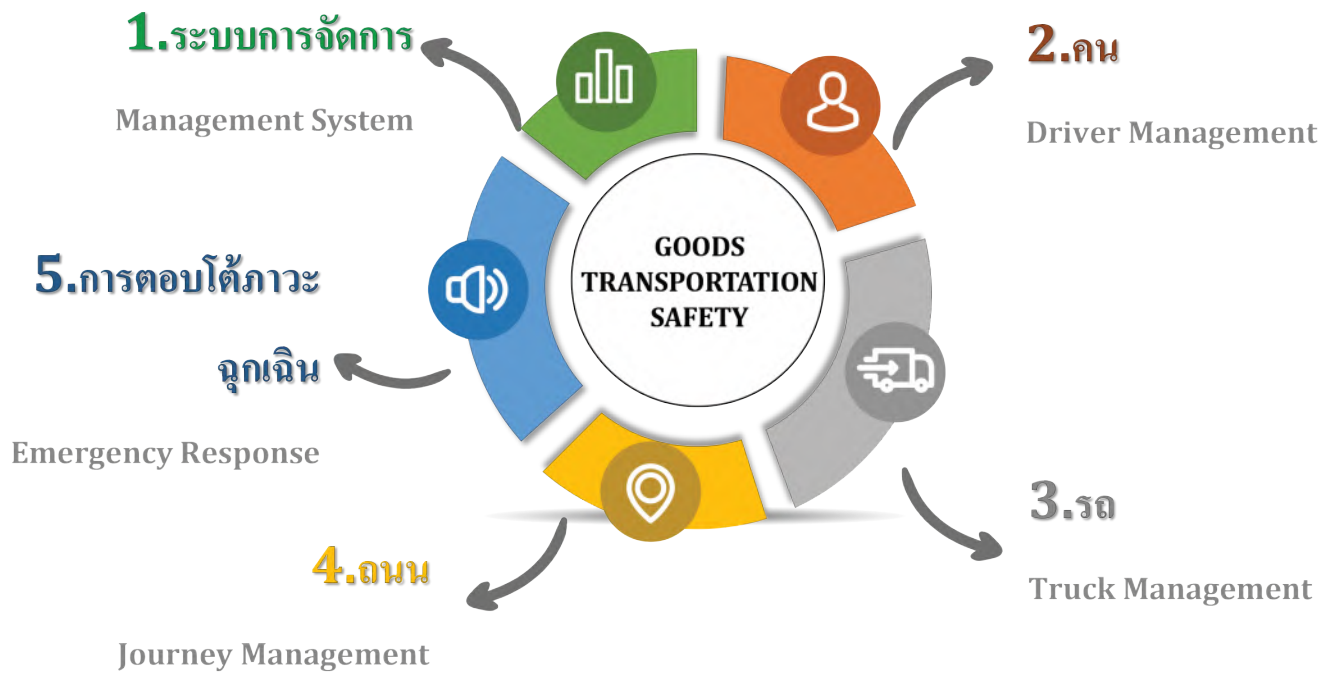 1.ระบบการจัดการ
Management System
2.คน
Driver Management
GOODS
TRANSPORTATION
SAFETY
3.รถ
Truck Management
4.ถนน
Journey Management
5.การตอบโต้ภาวะ
ฉุกเฉิน
Emergency Response